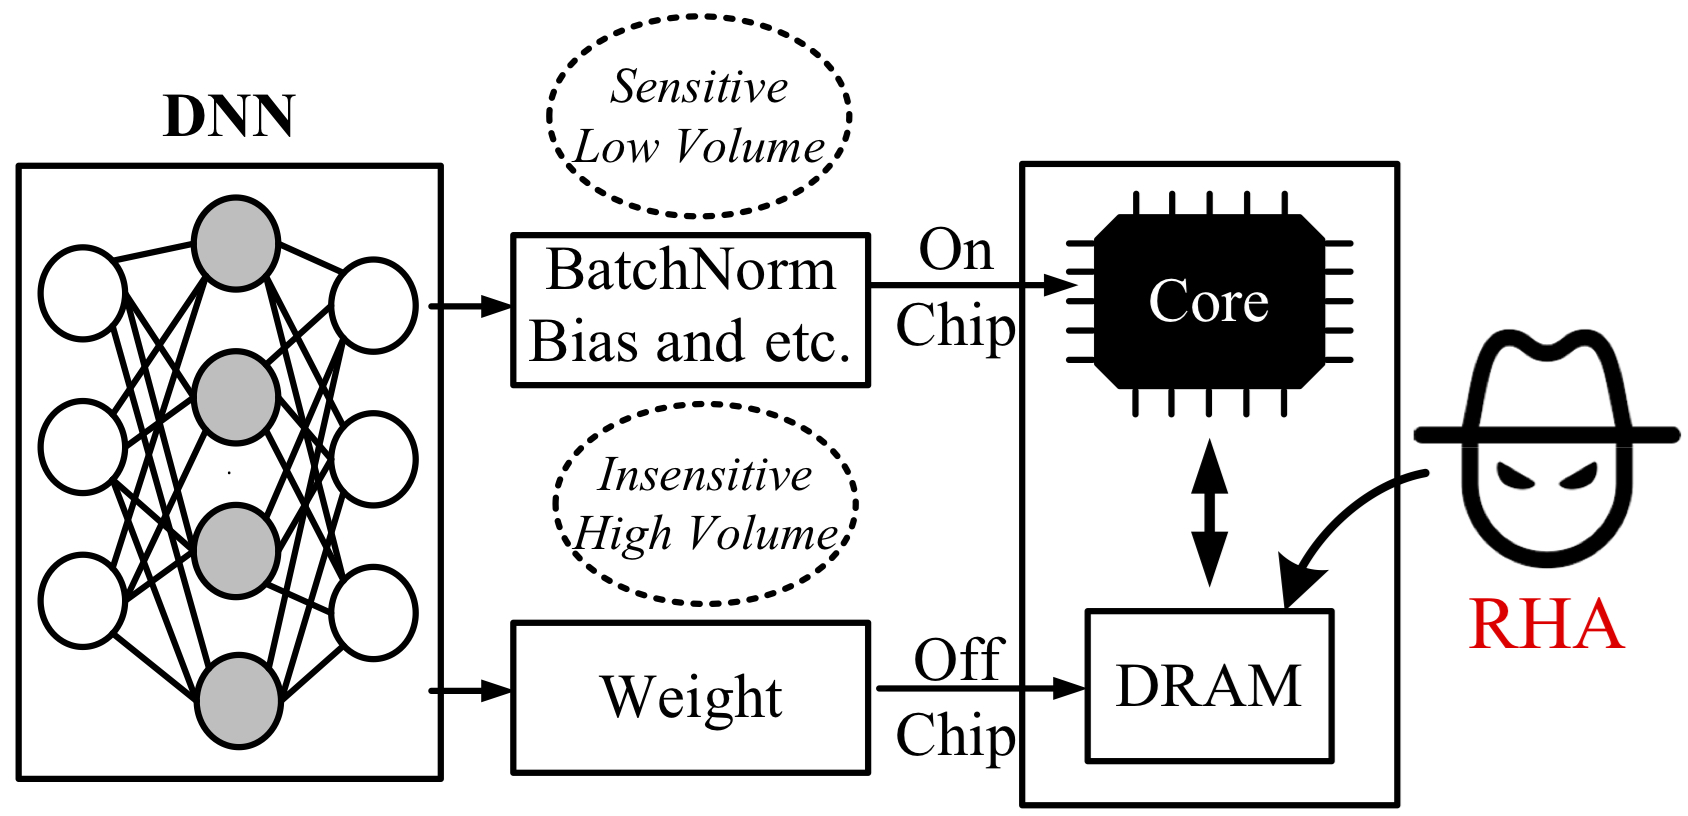 DNN
Sensitive
Low Volume
BatchNorm
Bias and etc.
On
Chip
Core
Insensitive
High Volume
Weight
Off
Chip
DRAM
RHA